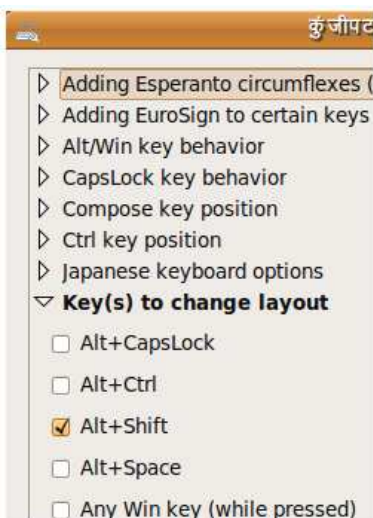 कुंजीपट
Adding Esperanto circumflexes (
Adding EuroSign to certain keys
Alt/Win key behavior
CapsLock key behavior
Compose key position
Ctrl key position
Japanese keyboard options
Key(s) to change layout
Alt+CapsLock
Alt+Ctrl
Alt+Shift
Alt+Space
Any Win key (while pressed)